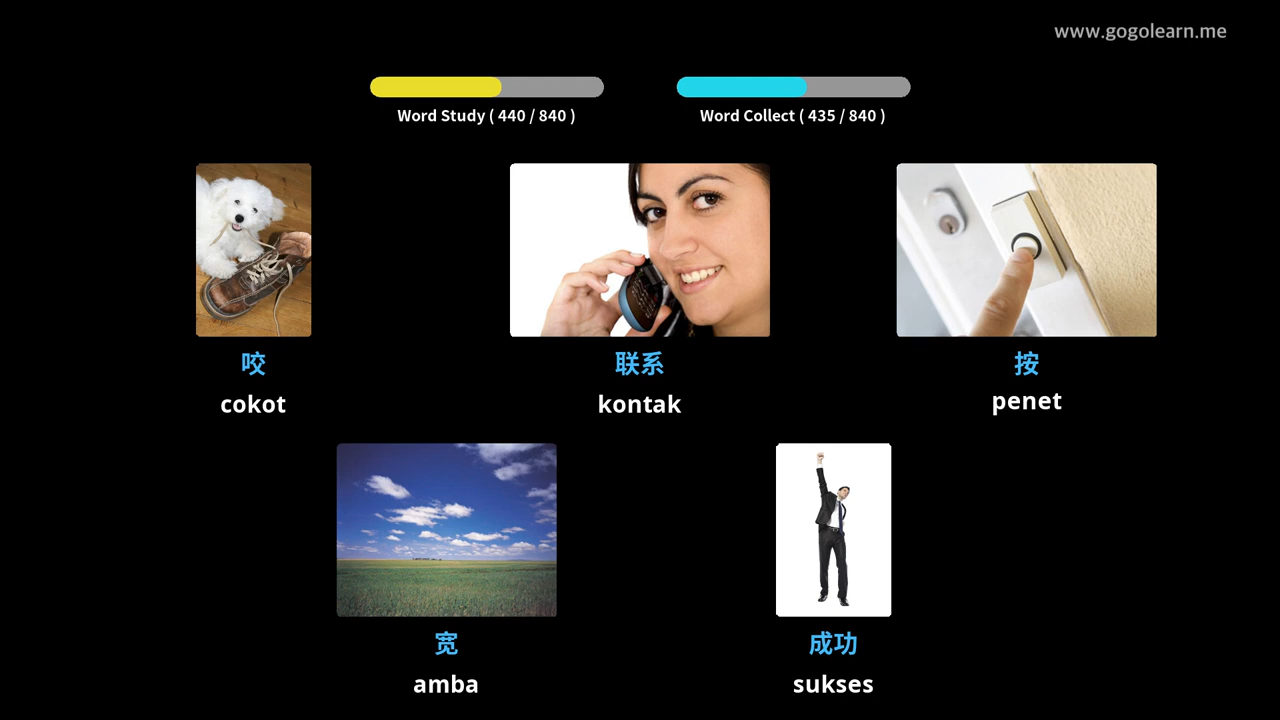 www.gogolearn.me
Word Study ( 440 / 840 )
Word Collect ( 435 / 840 )
咬
联系
按
cokot
kontak
penet
宽
成功
amba
sukses